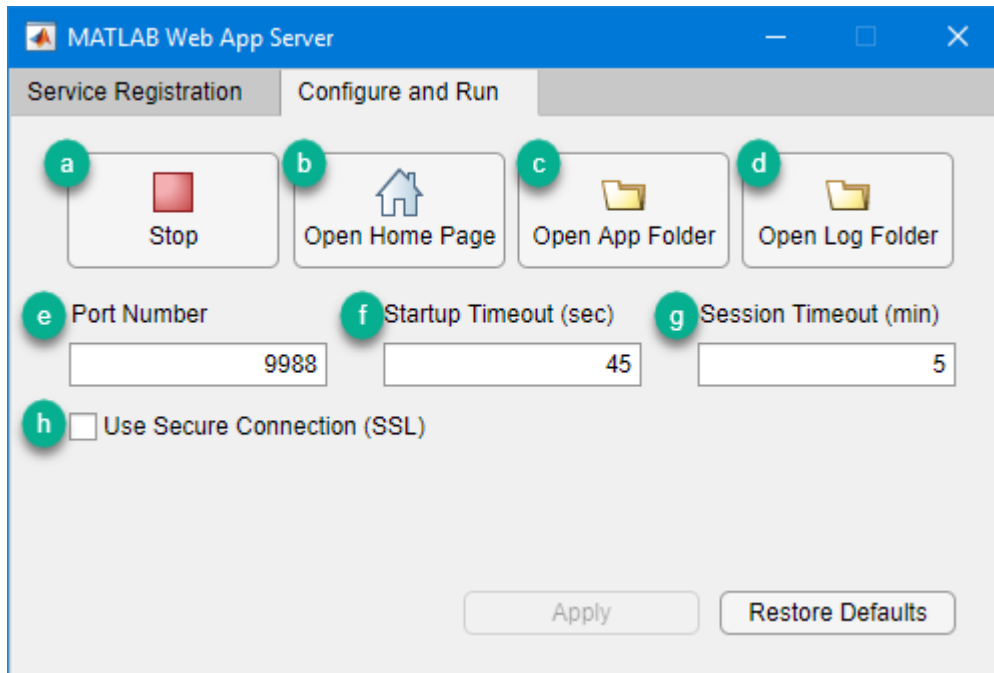 MATLAB Web App Server
Service Registration Configure and Run
a b c d
Stop Open Home Page Open App Folder Open Log Folder
e Port Number f Startup Timeout (sec) g Session Timeout (min)
9988 45 5
h Use Secure Connection (SSL)
Apply Restore Defaults